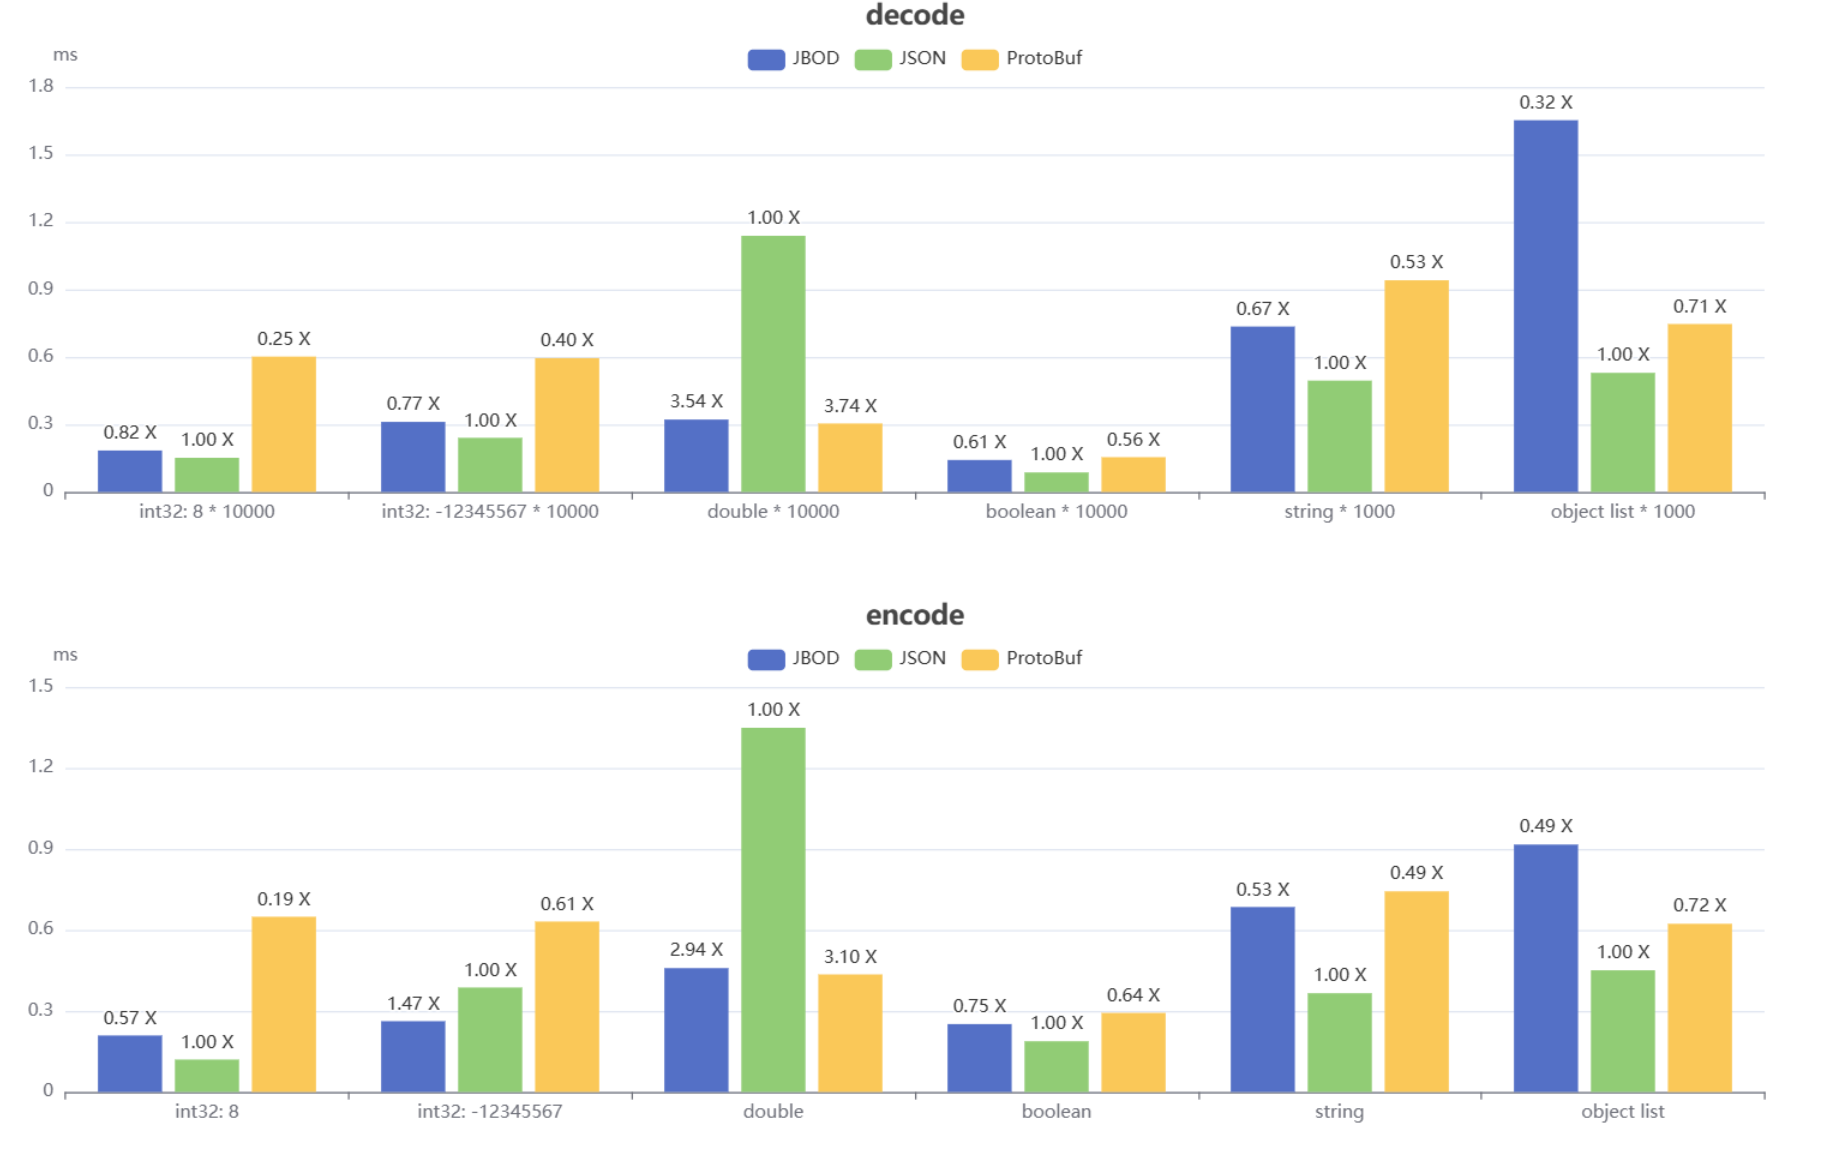 decode
ms
JBOD JSON ProtoBuf
1.8
1.5
1.2
0.9
0.6
0.3
0
0.82 X 1.00 X 0.25 X
0.77 X 1.00 X 0.40 X
3.54 X 1.00 X 3.74 X
0.61 X 1.00 X 0.56 X
0.67 X 1.00 X 0.53 X
0.32 X 1.00 X 0.71 X
int32: 8 * 10000 int32: -12345567 * 10000 double * 10000 boolean * 10000 string * 1000 object list * 1000
encode
ms
JBOD JSON ProtoBuf
1.5
1.2
0.9
0.6
0.3
0
0.57 X 1.00 X 0.19 X
1.47 X 1.00 X 0.61 X
2.94 X 1.00 X 3.10 X
0.75 X 1.00 X 0.64 X
0.53 X 1.00 X 0.49 X
0.49 X 1.00 X 0.72 X
int32: 8 int32: -12345567 double boolean string object list